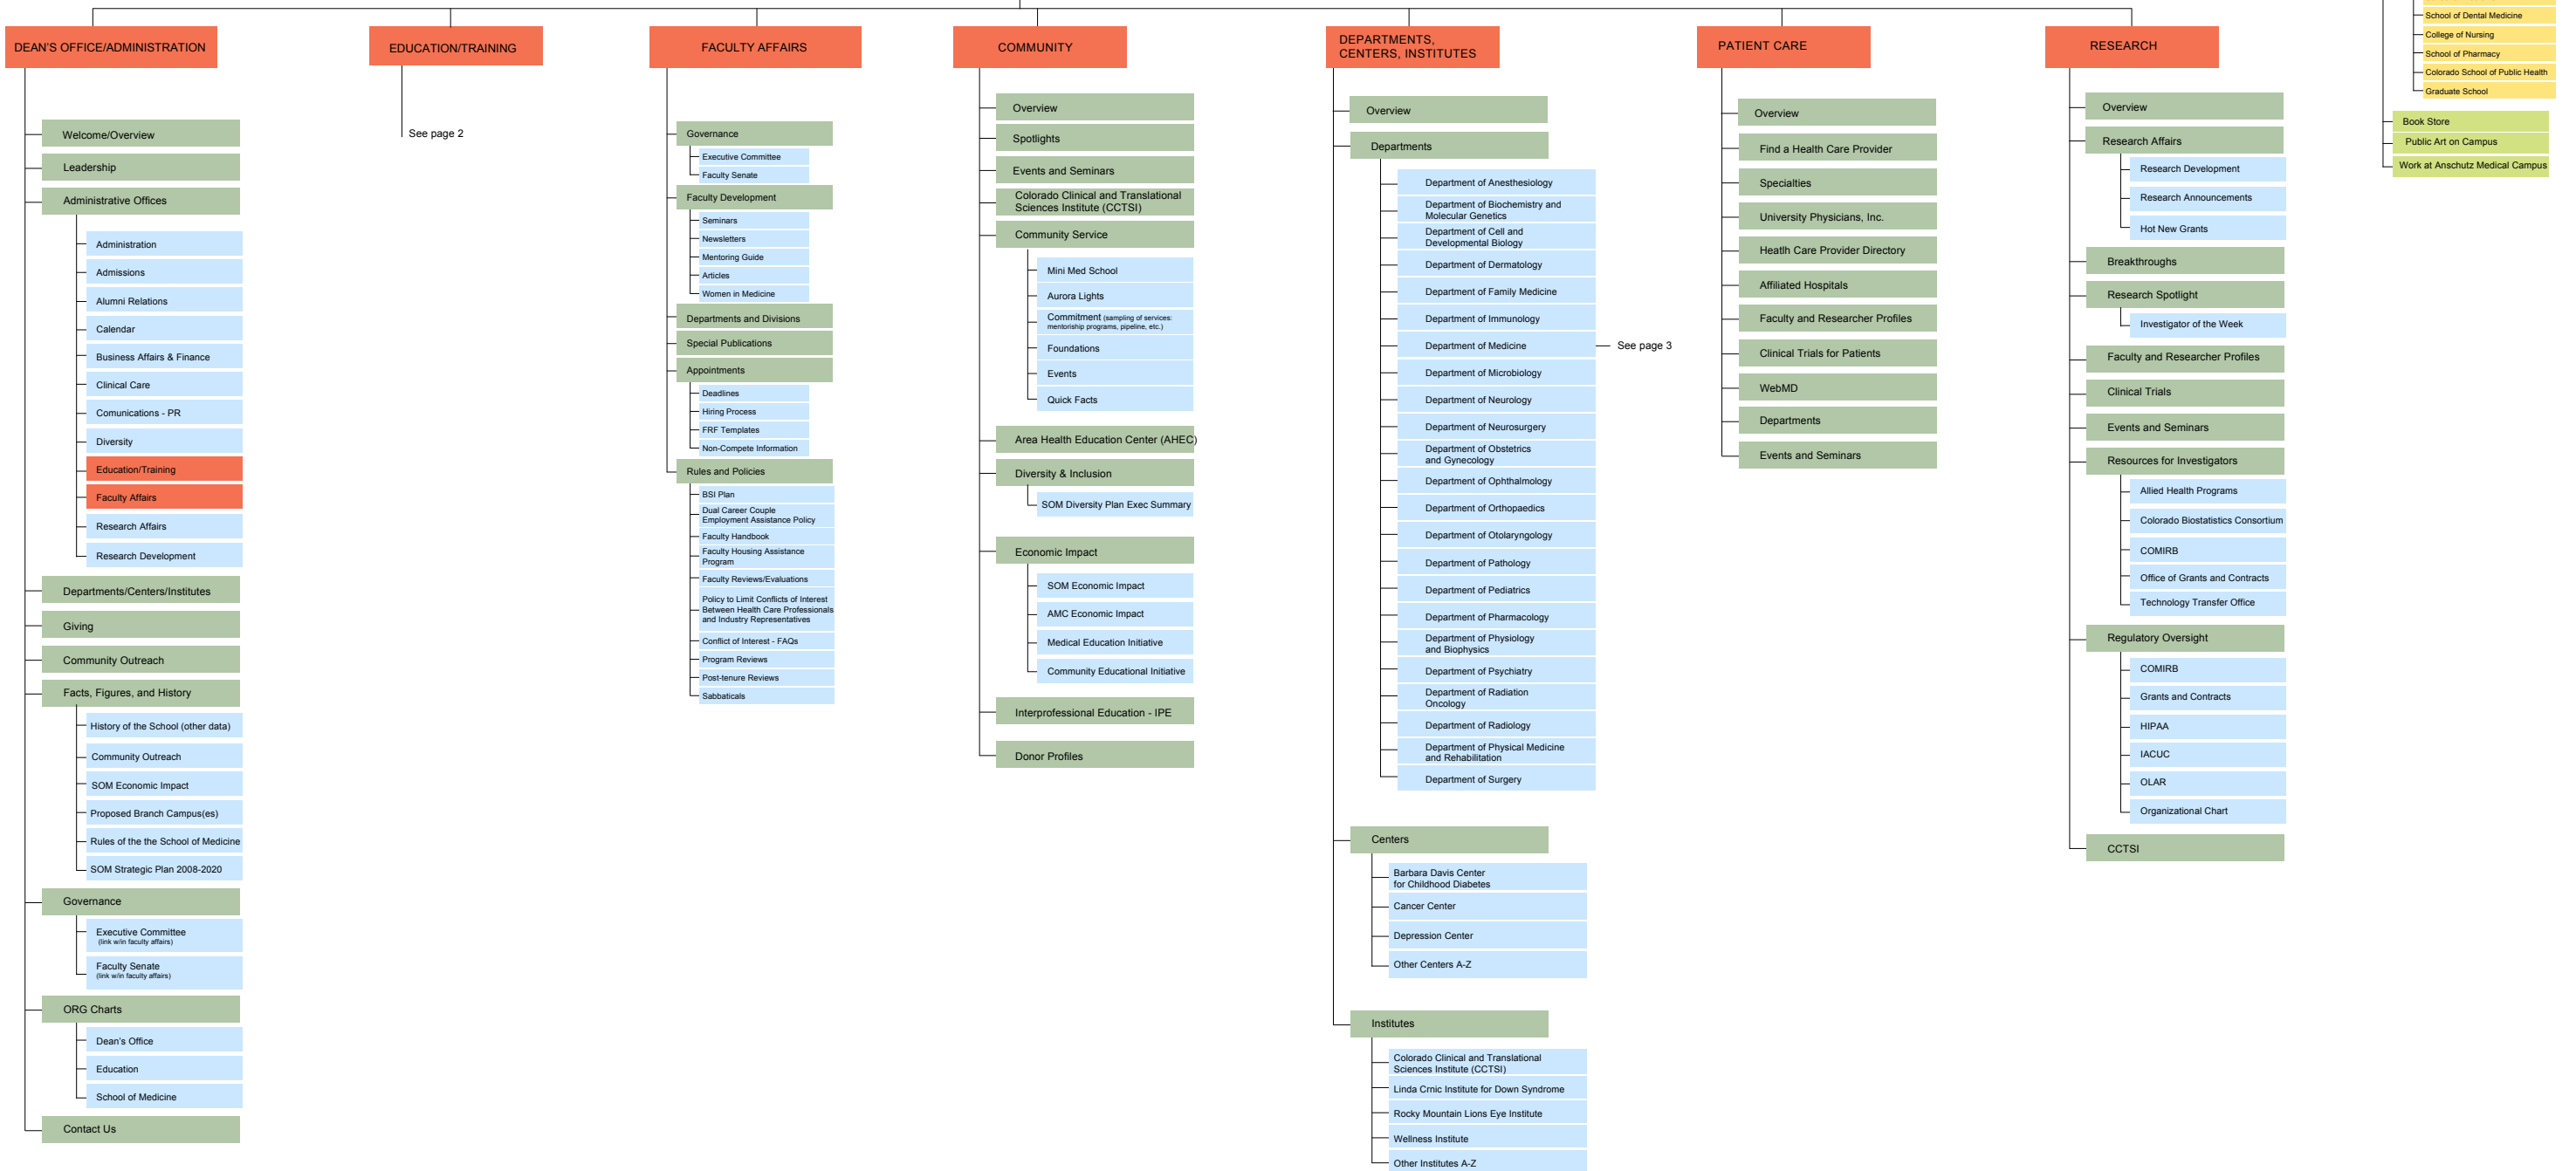 DEAN'S OFFICE/ADMINISTRATION
Welcome/Overview
Leadership
Administrative Offices
Administration
Admissions
Alumni Relations
Calendar
Business Affairs & Finance
Clinical Care
Comunications - PR
Diversity
Education/Training
Faculty Affairs
Research Affairs
Research Development
Departments/Centers/Institutes
Giving
Community Outreach
Facts, Figures, and History
History of the School (other data)
Community Outreach
SOM Economic Impact
Proposed Branch Campus(es)
Rules of the the School of Medicine
SOM Strategic Plan 2008-2020
Governance
Executive Committee
(link w/in faculty affairs)
Faculty Senate
(link w/in faculty affairs)
ORG Charts
Dean's Office
Education
School of Medicine
Contact Us
EDUCATION/TRAINING
See page 2
FACULTY AFFAIRS
Governance
Executive Committee
Faculty Senate
Faculty Development
Seminars
Newsletters
Mentoring Guide
Articles
Women in Medicine
Departments and Divisions
Special Publications
Appointments
Deadlines
Hiring Process
FRF Templates
Non-Compete Information
Rules and Policies
BSI Plan
Dual Career Couple
Employment Assistance Policy
Faculty Handbook
Faculty Housing Assistance
Program
Faculty Reviews/Evaluations
Policy to Limit Conflicts of Interest
Between Health Care Professionals
and Industry Representatives
Conflict of Interest - FAQs
Program Reviews
Post-tenure Reviews
Sabbaticals
COMMUNITY
Overview
Spotlights
Events and Seminars
Colorado Clinical and Translational
Sciences Institute (CCTSI)
Community Service
Mini Med School
Aurora Lights
Commitment (sampling of services:
mentoriship programs, pipeline, etc.)
Foundations
Events
Quick Facts
Area Health Education Center (AHEC)
Diversity & Inclusion
SOM Diversity Plan Exec Summary
Economic Impact
SOM Economic Impact
AMC Economic Impact
Medical Education Initiative
Community Educational Initiative
Interprofessional Education - IPE
Donor Profiles
DEPARTMENTS,
CENTERS, INSTITUTES
Overview
Departments
Department of Anesthesiology
Department of Biochemistry and
Molecular Genetics
Department of Cell and
Developmental Biology
Department of Dermatology
Department of Family Medicine
Department of Immunology
Department of Medicine
See page 3
Department of Microbiology
Department of Neurology
Department of Neurosurgery
Department of Obstetrics
and Gynecology
Department of Ophthalmology
Department of Orthopaedics
Department of Otolaryngology
Department of Pathology
Department of Pediatrics
Department of Pharmacology
Department of Physiology
and Biophysics
Department of Psychiatry
Department of Radiation
Oncology
Department of Radiology
Department of Physical Medicine
and Rehabilitation
Department of Surgery
Centers
Barbara Davis Center
for Childhood Diabetes
Cancer Center
Depression Center
Other Centers A-Z
Institutes
Colorado Clinical and Translational
Sciences Institute (CCTSI)
Linda Crnic Institute for Down Syndrome
Rocky Mountain Lions Eye Institute
Wellness Institute
Other Institutes A-Z
PATIENT CARE
Overview
Find a Health Care Provider
Specialties
University Physicians, Inc.
Heatlh Care Provider Directory
Affiliated Hospitals
Faculty and Researcher Profiles
Clinical Trials for Patients
WebMD
Departments
Events and Seminars
RESEARCH
Overview
Research Affairs
Research Development
Research Announcements
Hot New Grants
Breakthroughs
Research Spotlight
Investigator of the Week
Faculty and Researcher Profiles
Clinical Trials
Events and Seminars
Resources for Investigators
Allied Health Programs
Colorado Biostatistics Consortium
COMIRB
Office of Grants and Contracts
Technology Transfer Office
Regulatory Oversight
COMIRB
Grants and Contracts
HIPAA
IACUC
OLAR
Organizational Chart
CCTSI
School of Dental Medicine
College of Nursing
School of Pharmacy
Colorado School of Public Health
Graduate School
Book Store
Public Art on Campus
Work at Anschutz Medical Campus